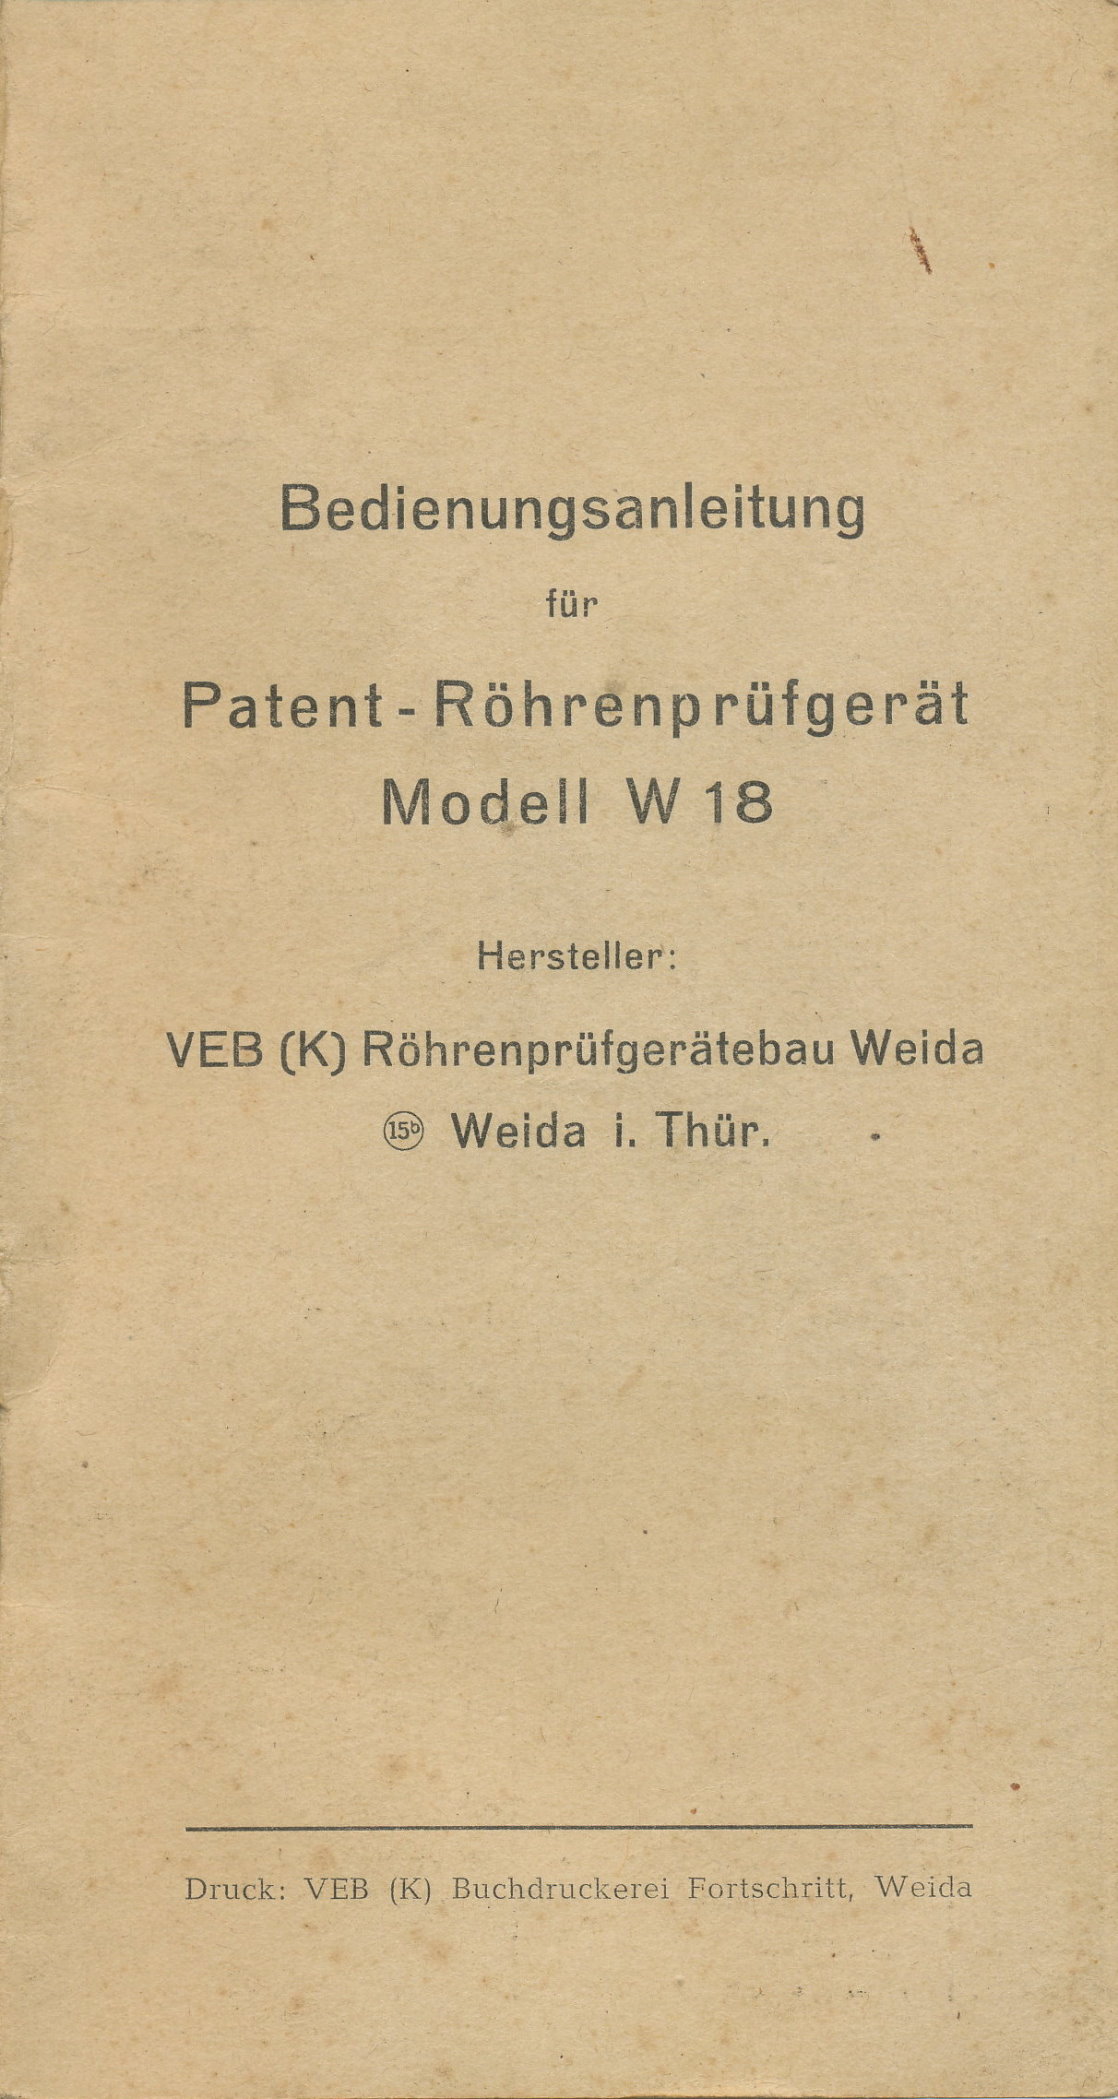 Bedienungsanleitung
für
Patent-Röhrenprüfgerät
Modell W 18
Hersteller:
VEB (K) Röhrenprüfgerätebau Weida
15b Weida i. Thür.
Druck: VEB (K) Buchdruckerei Fortschritt, Weida